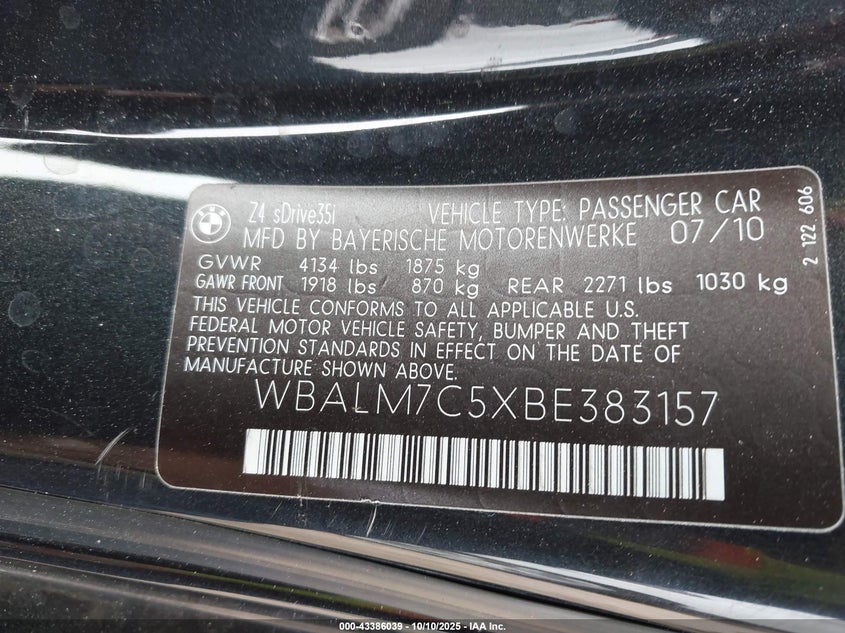 BMW
Z4 sDrive35i VEHICLE TYPE: PASSENGER CAR
MFD BY BAYERISCHE MOTORENWERKE 07/10
GVWR 4134 lbs 1875 kg
GAWR FRONT 1918 lbs 870 kg REAR 2271 lbs 1030 kg
THIS VEHICLE CONFORMS TO ALL APPLICABLE U.S.
FEDERAL MOTOR VEHICLE SAFETY, BUMPER AND THEFT
PREVENTION STANDARDS IN EFFECT ON THE DATE OF
MANUFACTURE SHOWN ABOVE.
WBALM7C5XBE383157
2 122 606
000-43386039 - 10/10/2025 - IAA Inc.